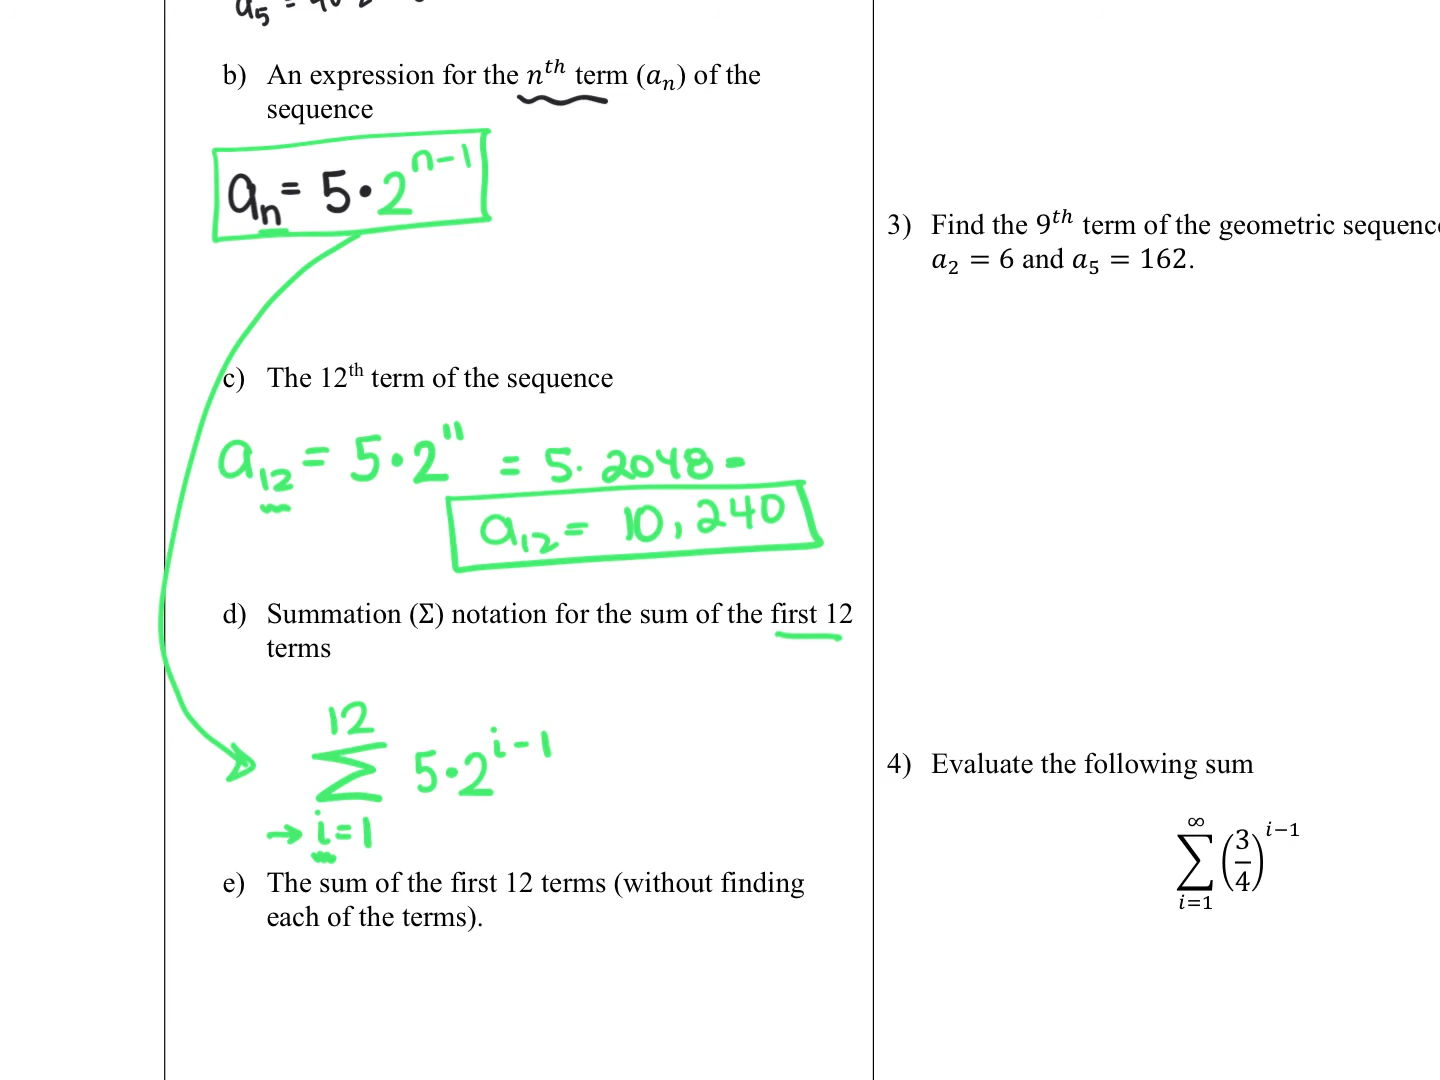 b) An expression for the nᵗʰ term (aₙ) of the
sequence
aₙ = 5·2ⁿ⁻¹
c) The 12ᵗʰ term of the sequence
a₁₂ = 5·2¹¹ = 5·2048 =
a₁₂ = 10,240
d) Summation (Σ) notation for the sum of the first 12
terms
12
Σ 5·2ⁱ⁻¹
→ i=1
e) The sum of the first 12 terms (without finding
each of the terms).
3) Find the 9ᵗʰ term of the geometric
a₂ = 6 and a₅ = 162.
4) Evaluate the following sum
∞
Σ (3/4)ⁱ⁻¹
i=1